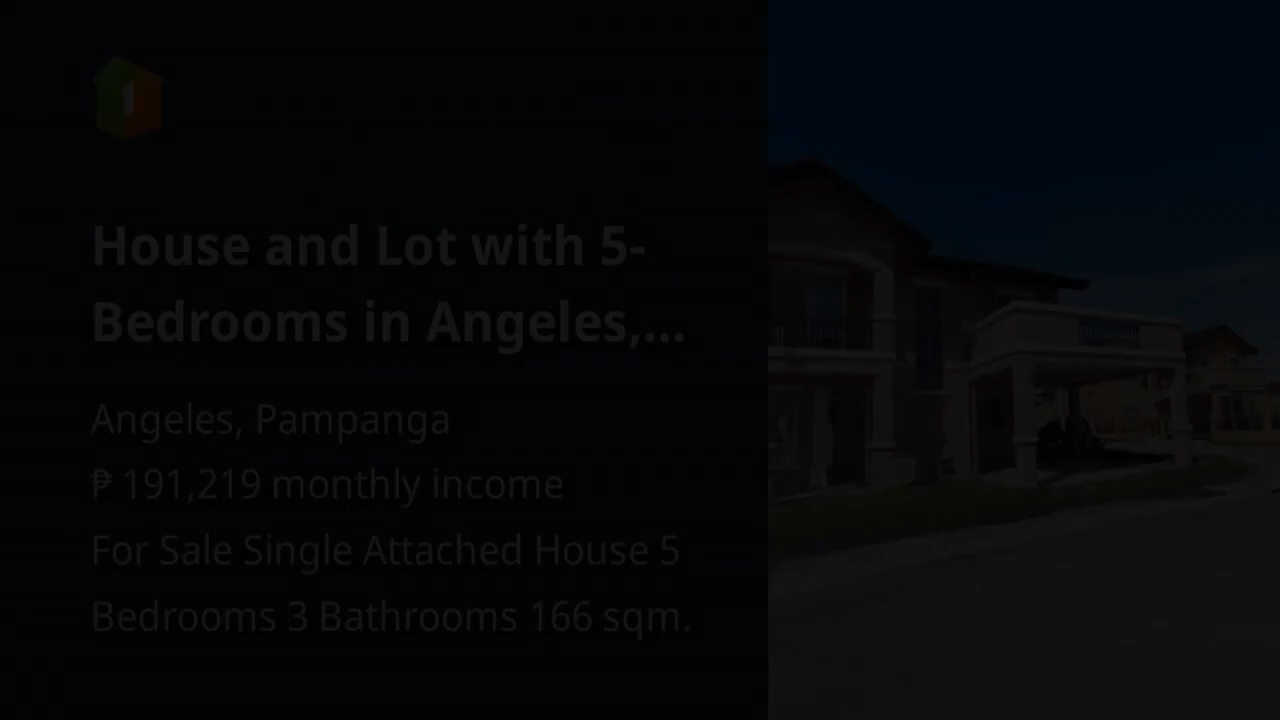 House and Lot with 5-
Bedrooms in Angeles,...
Angeles, Pampanga
₱ 191,219 monthly income
For Sale Single Attached House 5
Bedrooms 3 Bathrooms 166 sqm.